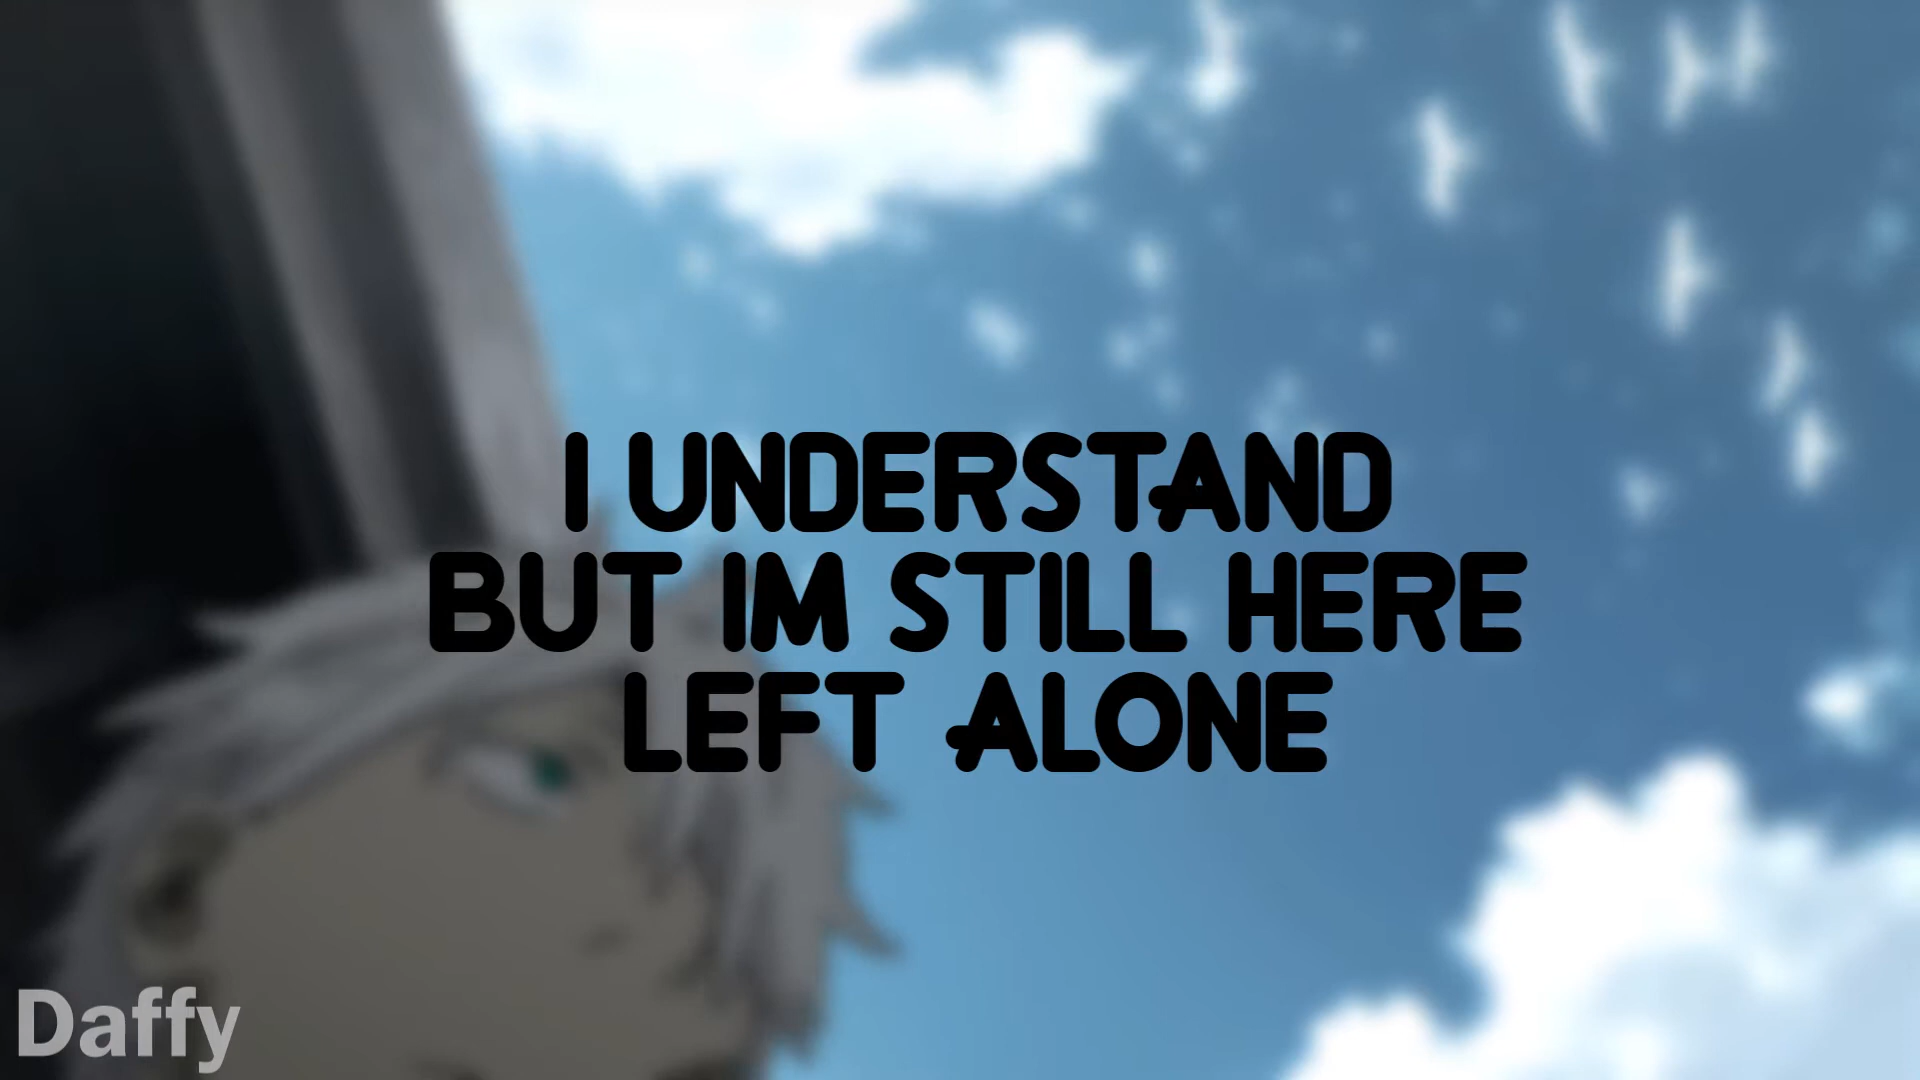 I UNDERSTAND
BUT IM STILL HERE
LEFT ALONE
Daffy